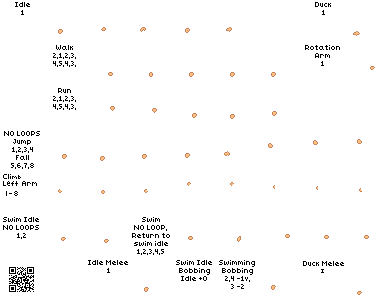 Idle
1
Duck
1
Walk
2,1,2,3,
4,5,4,3,
Rotation
Arm
1
Run
2,1,2,3,
4,5,4,3,
NO LOOPS
Jump
1,2,3,4
Fall
5,6,7,8
Climb
Left Arm
1-8
Swim Idle
NO LOOPS
1,2
Swim
NO LOOP,
Return to
swim idle
1,2,3,4,5
Idle Melee
1
Swim Idle
Bobbing
Idle +0
Swimming
Bobbing
2,4 -1v,
3 -2
Duck Melee
1